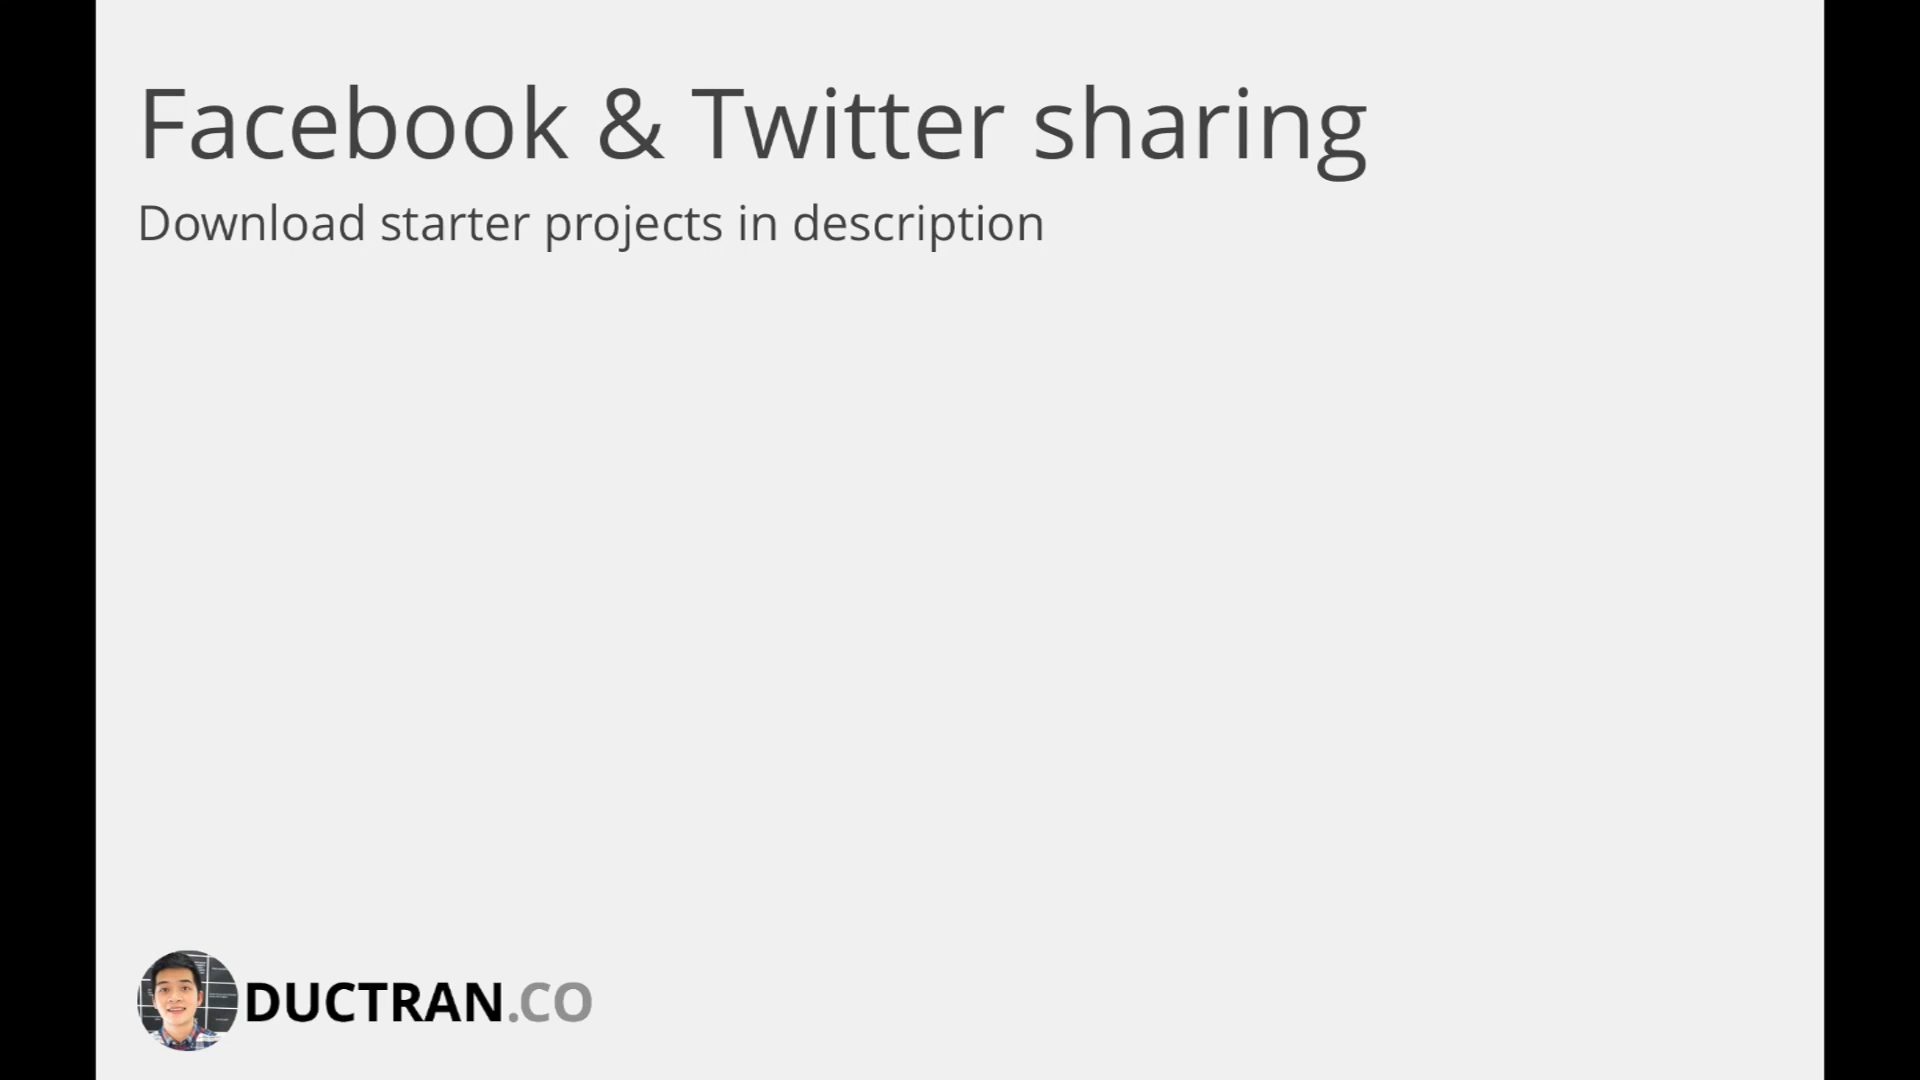 Facebook & Twitter sharing
Download starter projects in description
DUCTRAN.CO